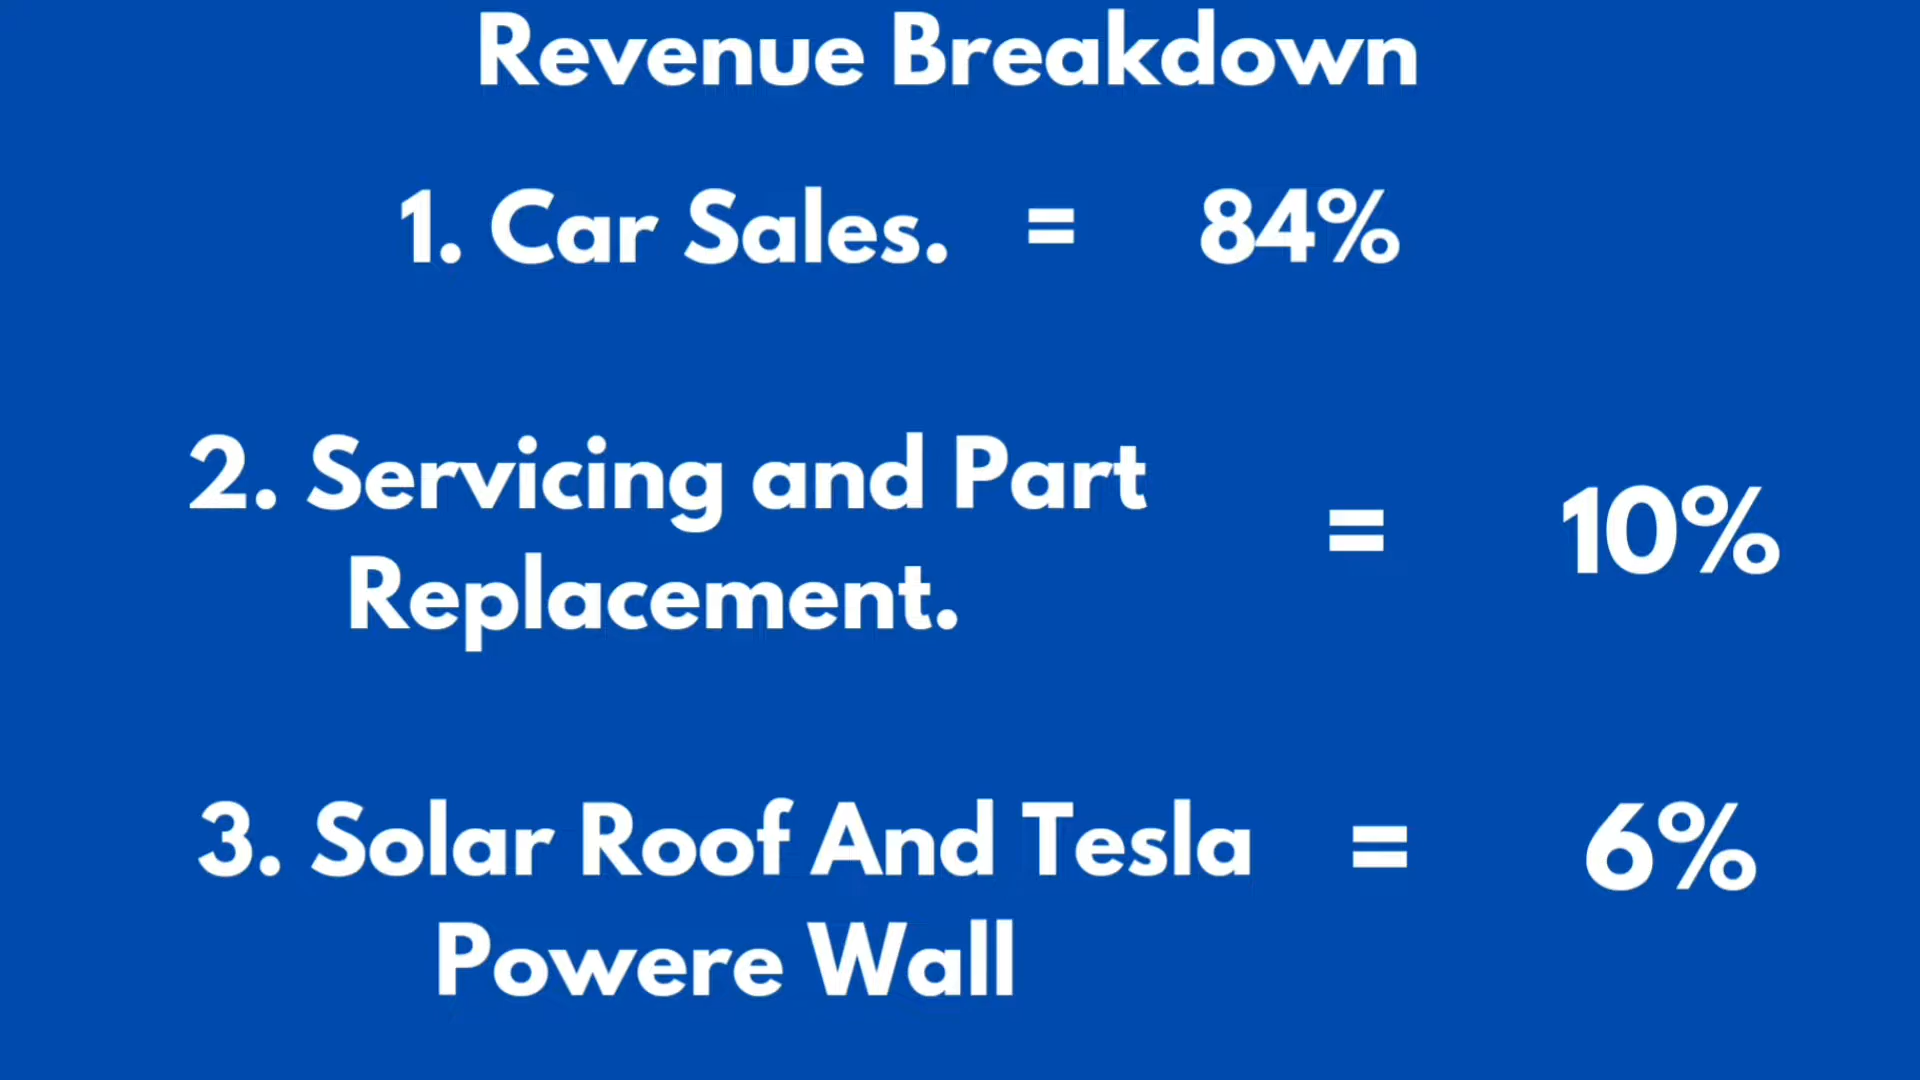 Revenue Breakdown
1. Car Sales. = 84%
2. Servicing and Part
Replacement. = 10%
3. Solar Roof And Tesla = 6%
Powere Wall